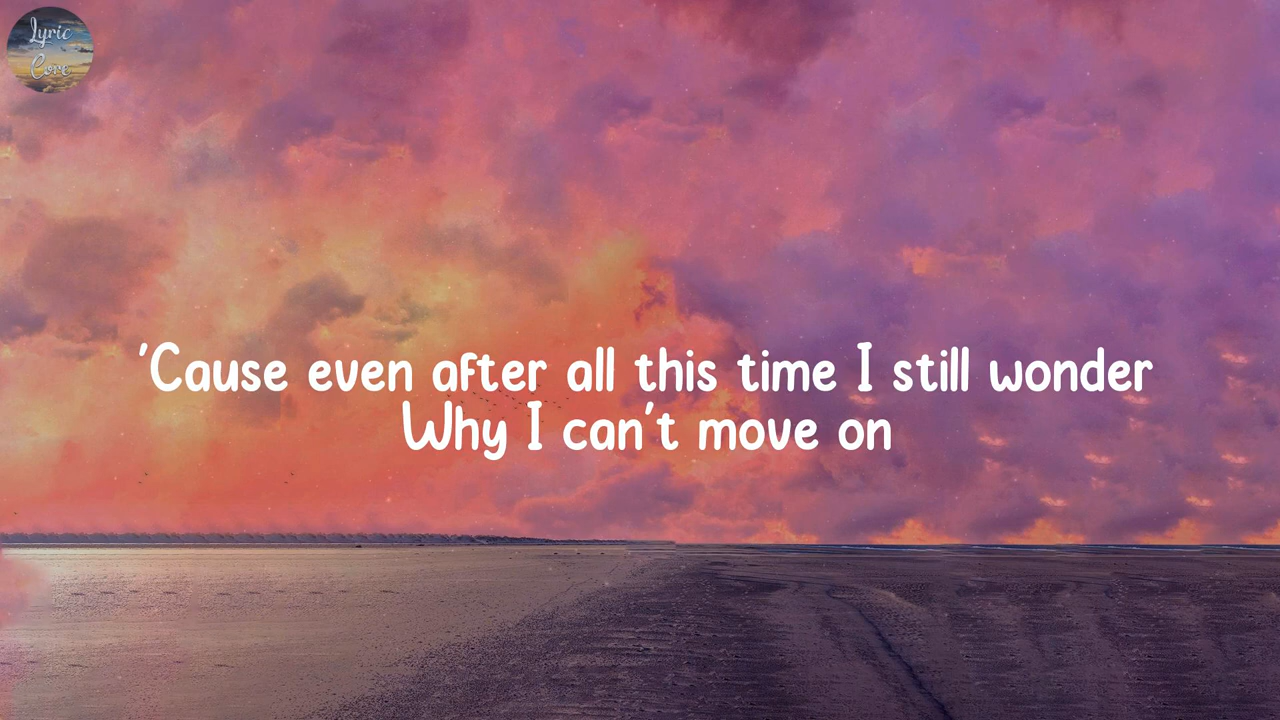 Lyric
Core
'Cause even after all this time I still wonder
Why I can't move on